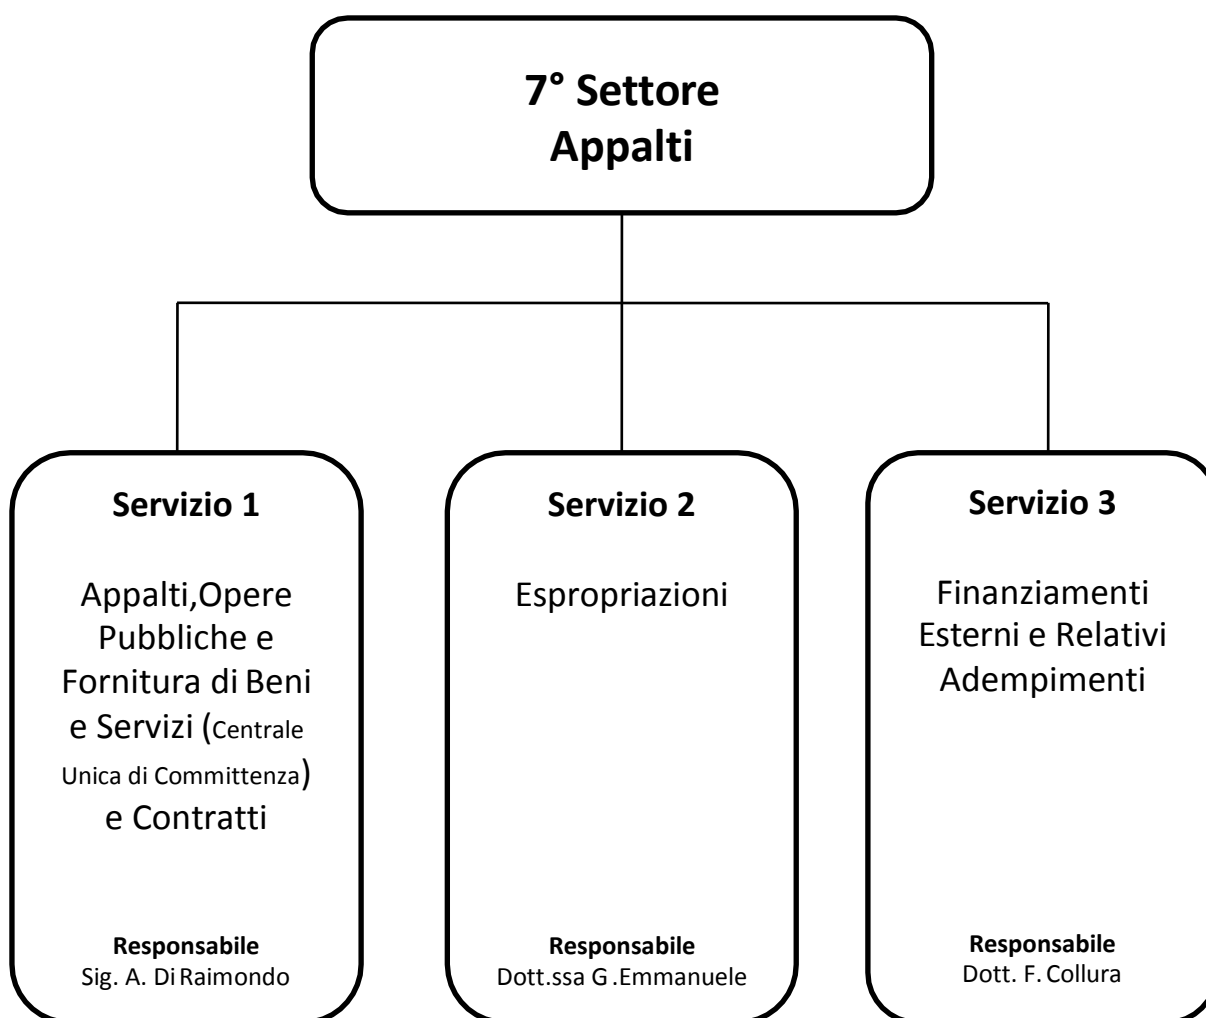 7° Settore
Appalti
Servizio 1
Appalti,Opere
Pubbliche e
Fornitura di Beni
e Servizi (Centrale
Unica di Committenza)
e Contratti
Responsabile
Sig. A. Di Raimondo
Servizio 2
Espropriazioni
Responsabile
Dott.ssa G .Emmanuele
Servizio 3
Finanziamenti
Esterni e Relativi
Adempimenti
Responsabile
Dott. F. Collura